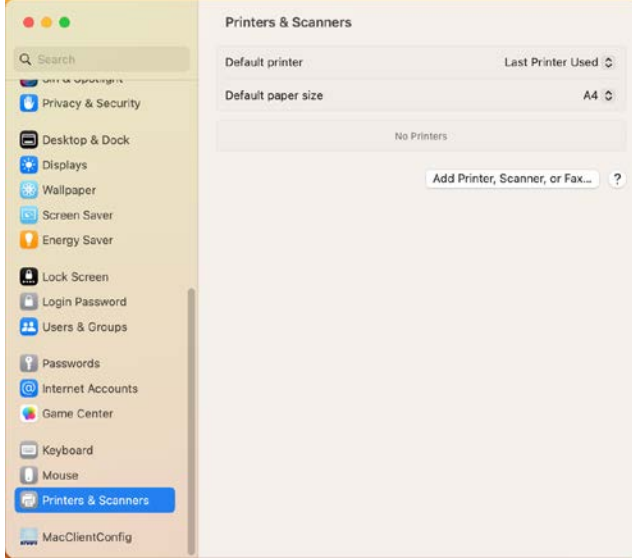 Printers & Scanners
Search
Default printer Last Printer Used
Siri & Spotlight
Privacy & Security
Default paper size A4
Desktop & Dock
No Printers
Displays
Add Printer, Scanner, or Fax... ?
Wallpaper
Screen Saver
Energy Saver
Lock Screen
Login Password
Users & Groups
Passwords
Internet Accounts
Game Center
Keyboard
Mouse
Printers & Scanners
MacClientConfig